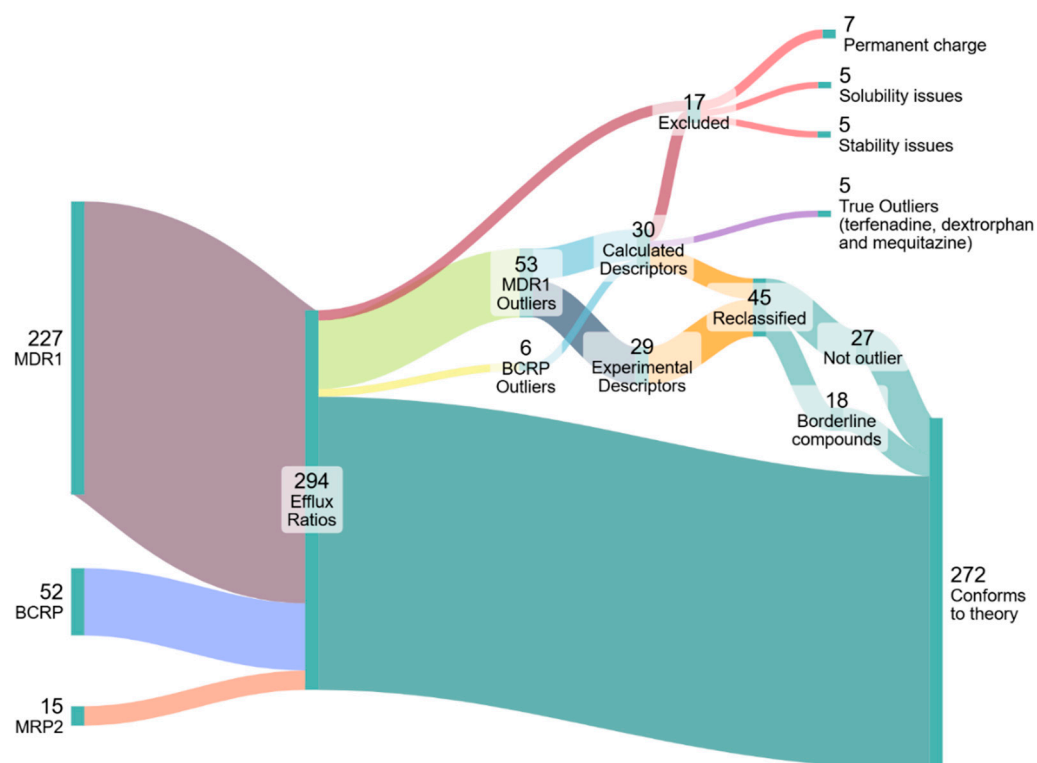 7
Permanent charge
5
Solubility issues
17
Excluded
5
Stability issues
5
True Outliers
(terfenadine, dextrorphan
and mequitazine)
30
Calculated
Descriptors
53
MDR1
Outliers
45
Reclassified
227
MDR1
6
BCRP
Outliers
29
Experimental
Descriptors
27
Not outlier
18
Borderline
compounds
294
Efflux
Ratios
272
Conforms
to theory
52
BCRP
15
MRP2